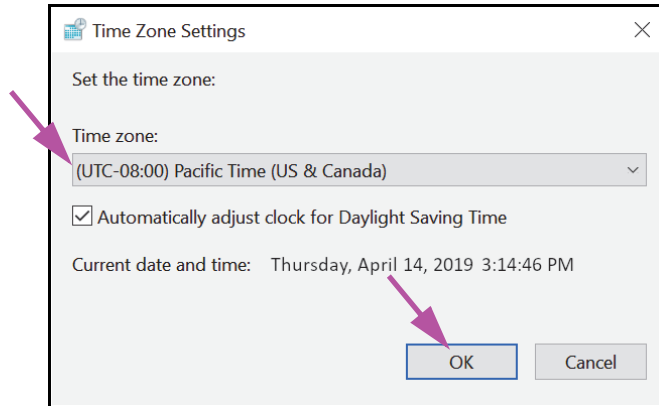 Time Zone Settings
Set the time zone:
Time zone:
(UTC-08:00) Pacific Time (US & Canada)
Automatically adjust clock for Daylight Saving Time
Current date and time: Thursday, April 14, 2019 3:14:46 PM
OK Cancel